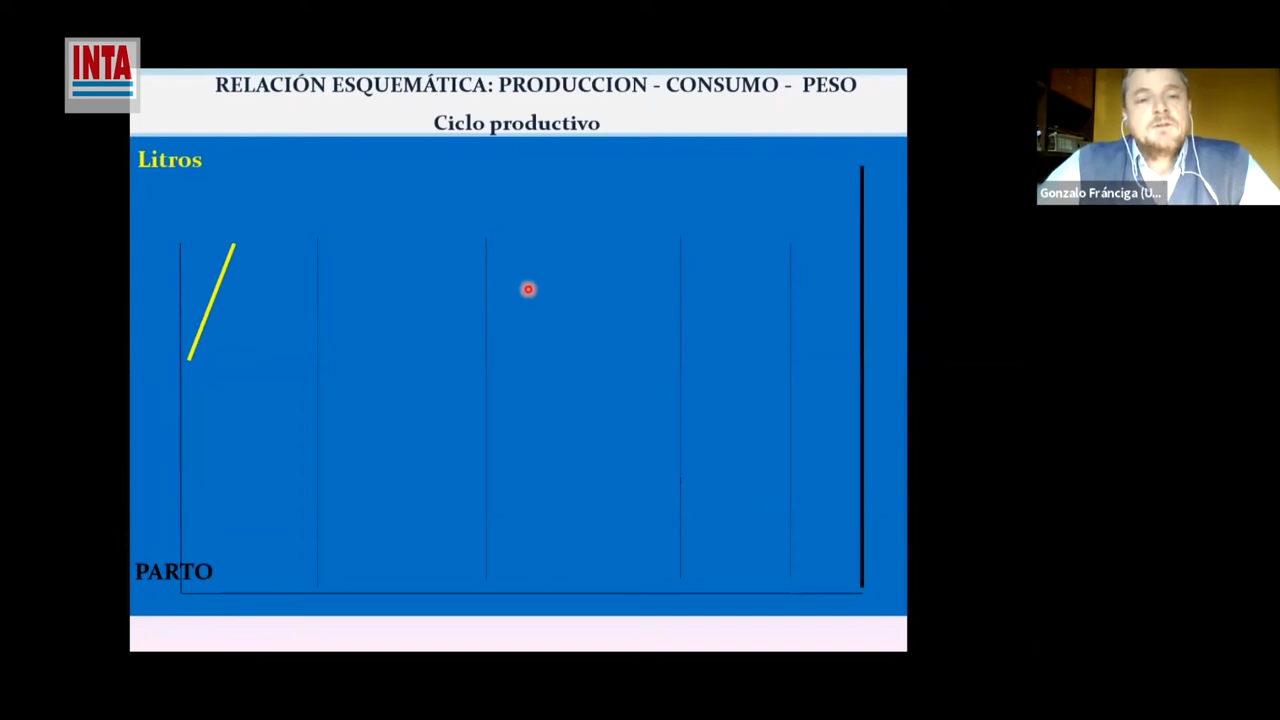 INTA
RELACIÓN ESQUEMÁTICA: PRODUCCION - CONSUMO - PESO
Ciclo productivo
Litros
PARTO
Gonzalo Fránciga (U...